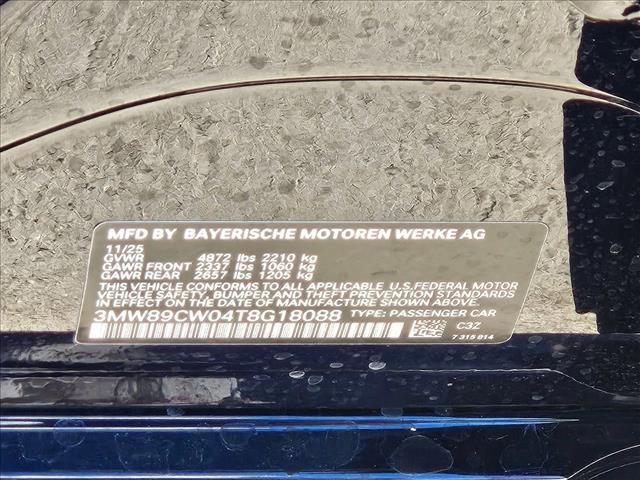 MFD BY BAYERISCHE MOTOREN WERKE AG
11/25
GVWR 4872 lbs 2210 kg
GAWR FRONT 2337 lbs 1060 kg
GAWR REAR 2657 lbs 1205 kg
THIS VEHICLE CONFORMS TO ALL APPLICABLE U.S. FEDERAL MOTOR
VEHICLE SAFETY, BUMPER AND THEFT PREVENTION STANDARDS
IN EFFECT ON THE DATE OF MANUFACTURE SHOWN ABOVE.
3MW89CW04T8G18088 TYPE: PASSENGER CAR
C3Z
7 315 814